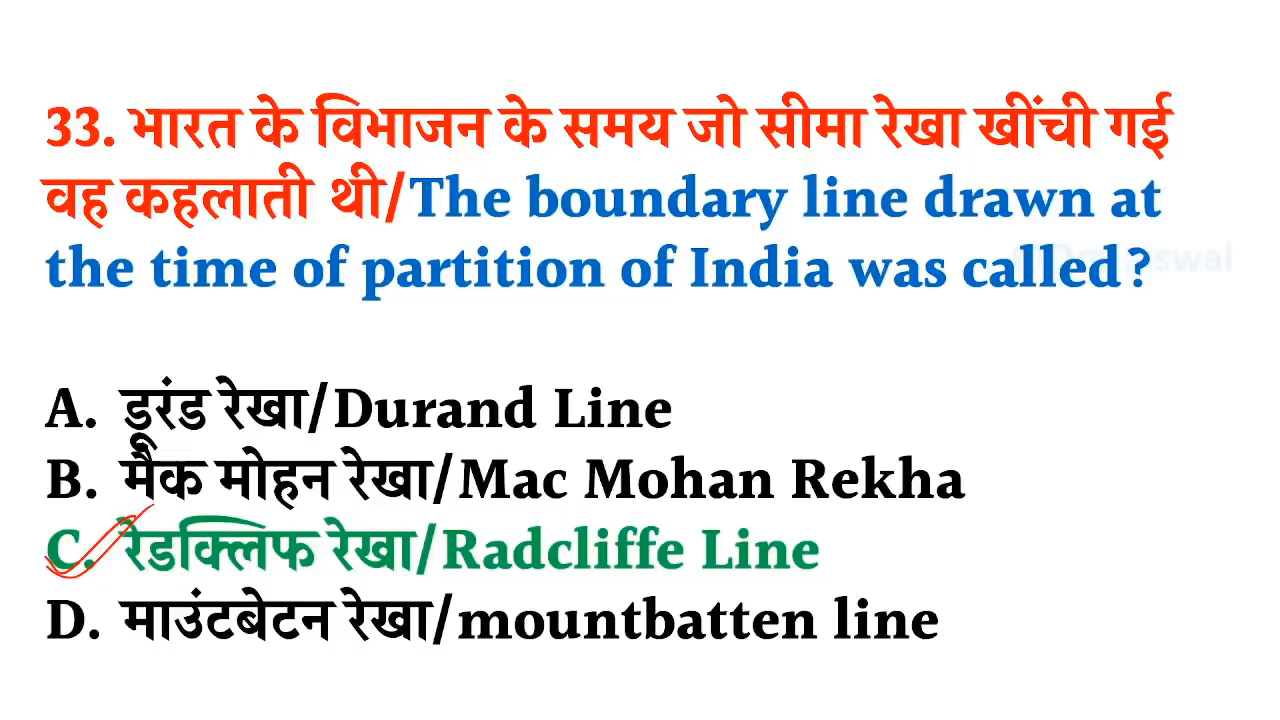 33. भारत के विभाजन के समय जो सीमा रेखा खींची गई
वह कहलाती थी/The boundary line drawn at
the time of partition of India was called?
A. डूरंड रेखा/Durand Line
B. मैक मोहन रेखा/Mac Mohan Rekha
C. रेडक्लिफ रेखा/Radcliffe Line
D. माउंटबेटन रेखा/mountbatten line